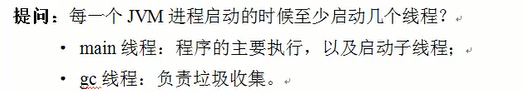 提问：每一个 JVM 进程启动的时候至少启动几个线程？
• main 线程：程序的主要执行，以及启动子线程；
• gc 线程：负责垃圾收集。